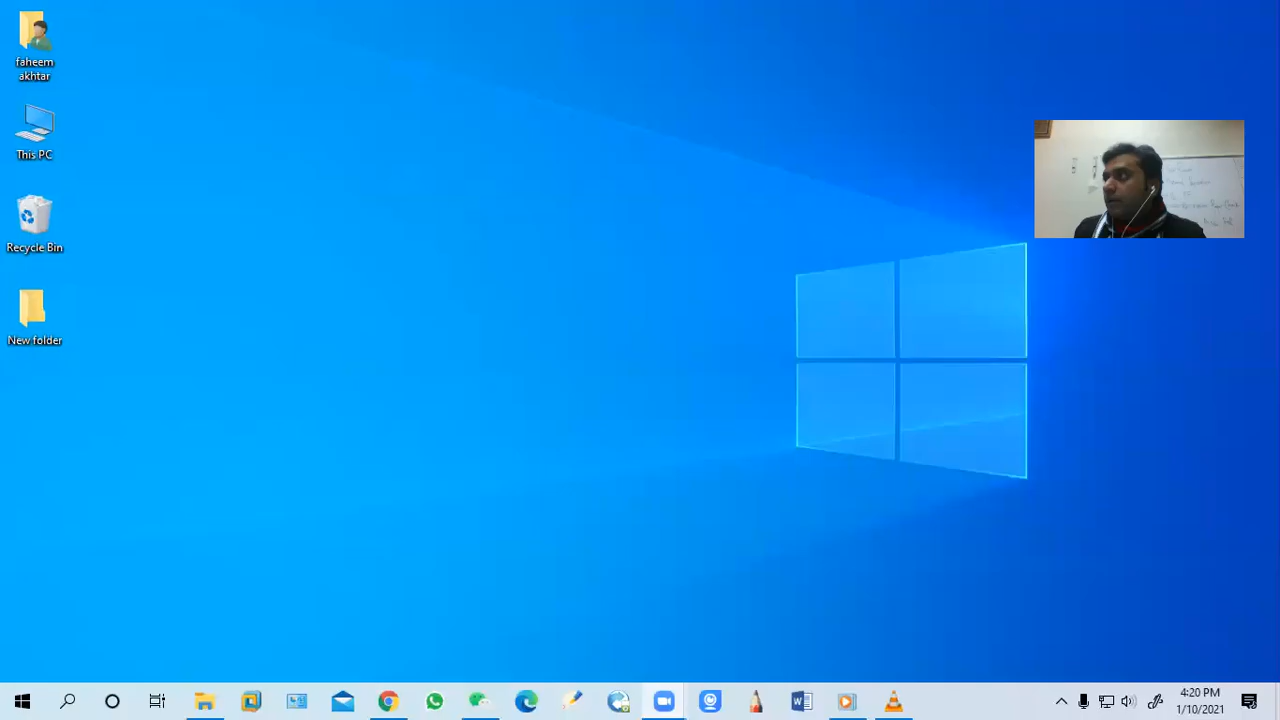 faheem
akhtar
This PC
Recycle Bin
New folder
4:20 PM
1/10/2021